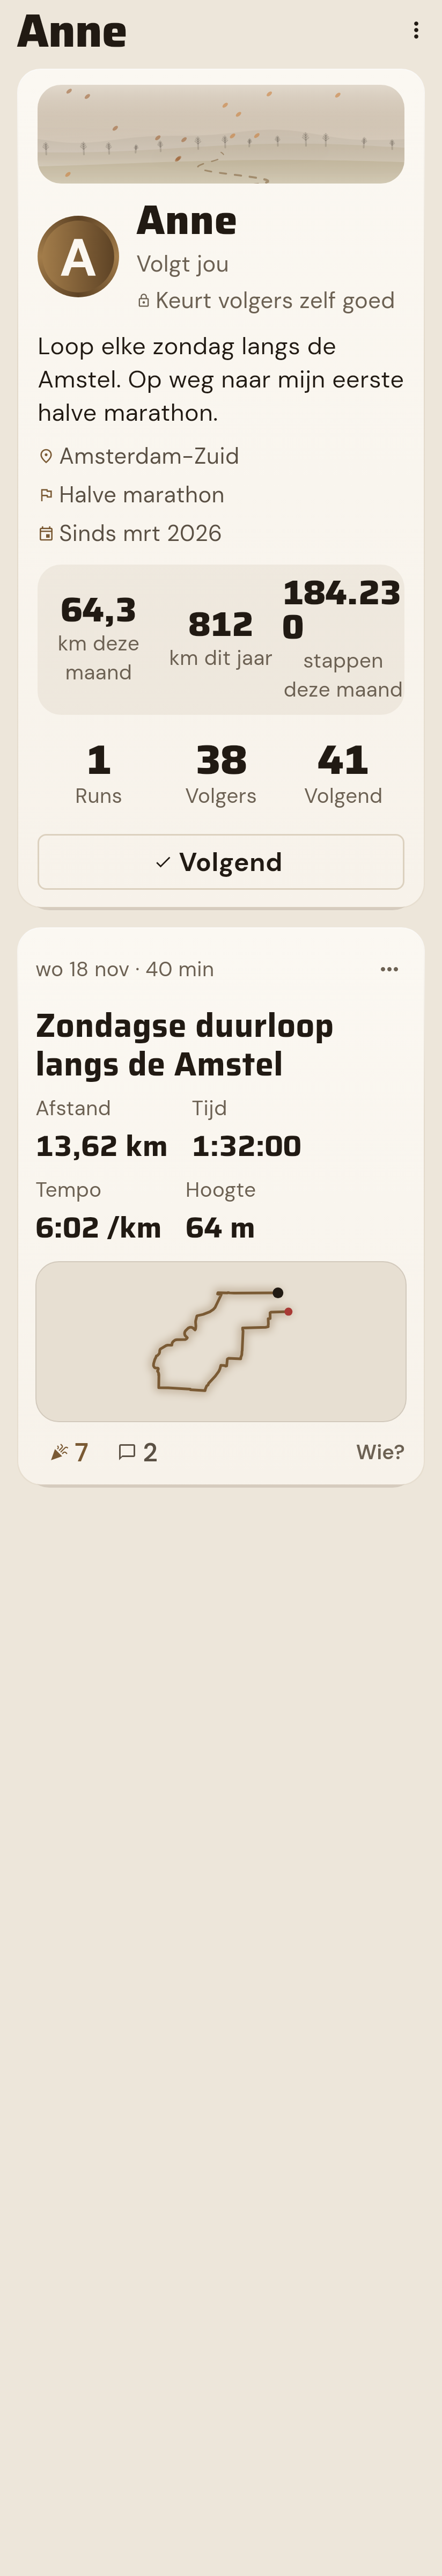 Anne
A
Anne
Volgt jou
Keurt volgers zelf goed
Loop elke zondag langs de
Amstel. Op weg naar mijn eerste
halve marathon.
Amsterdam-Zuid
Halve marathon
Sinds mrt 2026
64,3
km deze
maand
812
km dit jaar
184.23
0
stappen
deze maand
1
Runs
38
Volgers
41
Volgend
Volgend
wo 18 nov · 40 min
Zondagse duurloop
langs de Amstel
Afstand
13,62 km
Tijd
1:32:00
Tempo
6:02 /km
Hoogte
64 m
7
2
Wie?